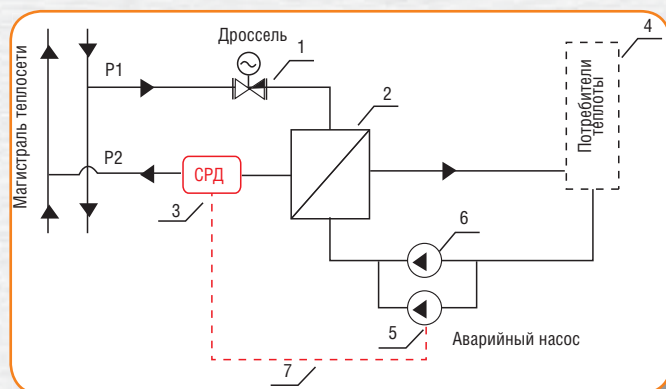 Дроссель
1
4
P1
2
Магистраль теплосети
Потребители
теплоты
P2
СРД
3
6
5
Аварийный насос
7